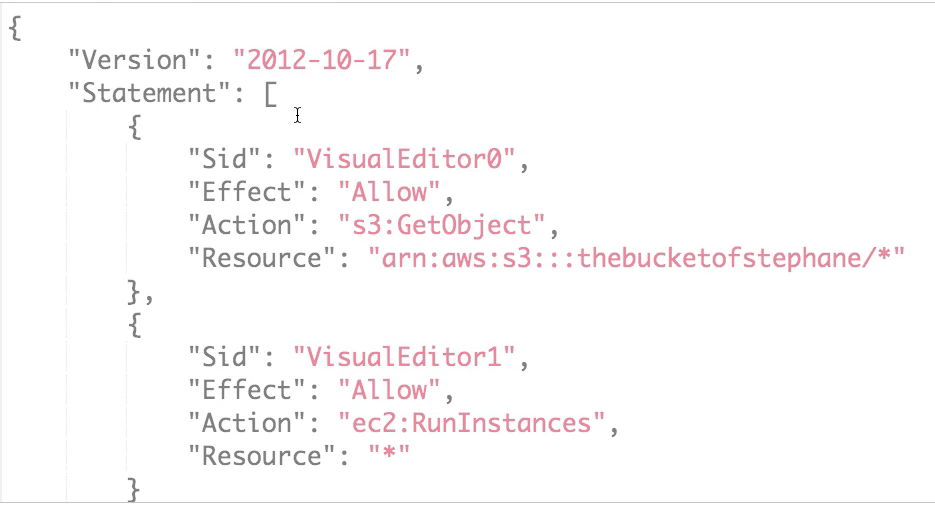 {
    "Version": "2012-10-17",
    "Statement": [
        {
            "Sid": "VisualEditor0",
            "Effect": "Allow",
            "Action": "s3:GetObject",
            "Resource": "arn:aws:s3:::thebucketofstephane/*"
        },
        {
            "Sid": "VisualEditor1",
            "Effect": "Allow",
            "Action": "ec2:RunInstances",
            "Resource": "*"
        }